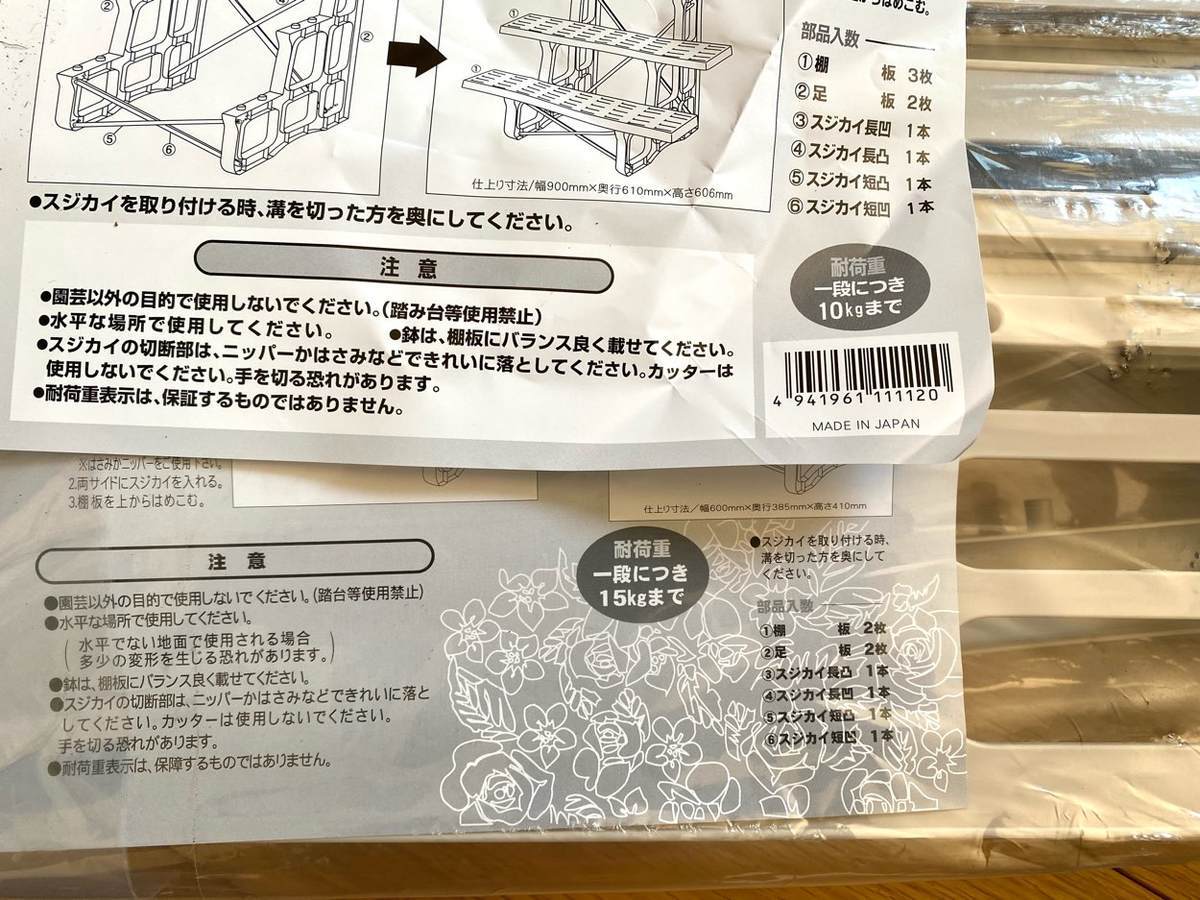 ②
②
①
①
⑤
⑥
仕上り寸法/幅900mm×奥行610mm×高さ606mm
はめこむ。
部品入数
①棚 板 3枚
②足 板 2枚
③スジカイ長凹 1本
④スジカイ長凸 1本
⑤スジカイ短凸 1本
⑥スジカイ短凹 1本
●スジカイを取り付ける時、溝を切った方を奥にしてください。
注意
●園芸以外の目的で使用しないでください。(踏み台等使用禁止)
●水平な場所で使用してください。 ●鉢は、棚板にバランス良く載せてください。
●スジカイの切断部は、ニッパーかはさみなどできれいに落としてください。カッターは
使用しないでください。手を切る恐れがあります。
●耐荷重表示は、保証するものではありません。
耐荷重
一段につき
10kgまで
4 941961 111120
MADE IN JAPAN
※はさみかニッパーをご使用下さい。
2.両サイドにスジカイを入れる。
3.棚板を上からはめこむ。
仕上り寸法/幅600mm×奥行385mm×高さ410mm
注意
●園芸以外の目的で使用しないでください。(踏台等使用禁止)
●水平な場所で使用してください。
(水平でない地面で使用される場合
多少の変形を生じる恐れがあります。)
●鉢は、棚板にバランス良く載せてください。
●スジカイの切断部は、ニッパーかはさみなどできれいに落と
してください。カッターは使用しないでください。
手を切る恐れがあります。
●耐荷重表示は、保障するものではありません。
耐荷重
一段につき
15kgまで
●スジカイを取り付ける時、
溝を切った方を奥にして
ください。
部品入数
①棚 板 2枚
②足 板 2枚
③スジカイ長凸 1本
④スジカイ長凹 1本
⑤スジカイ短凸 1本
⑥スジカイ短凹 1本